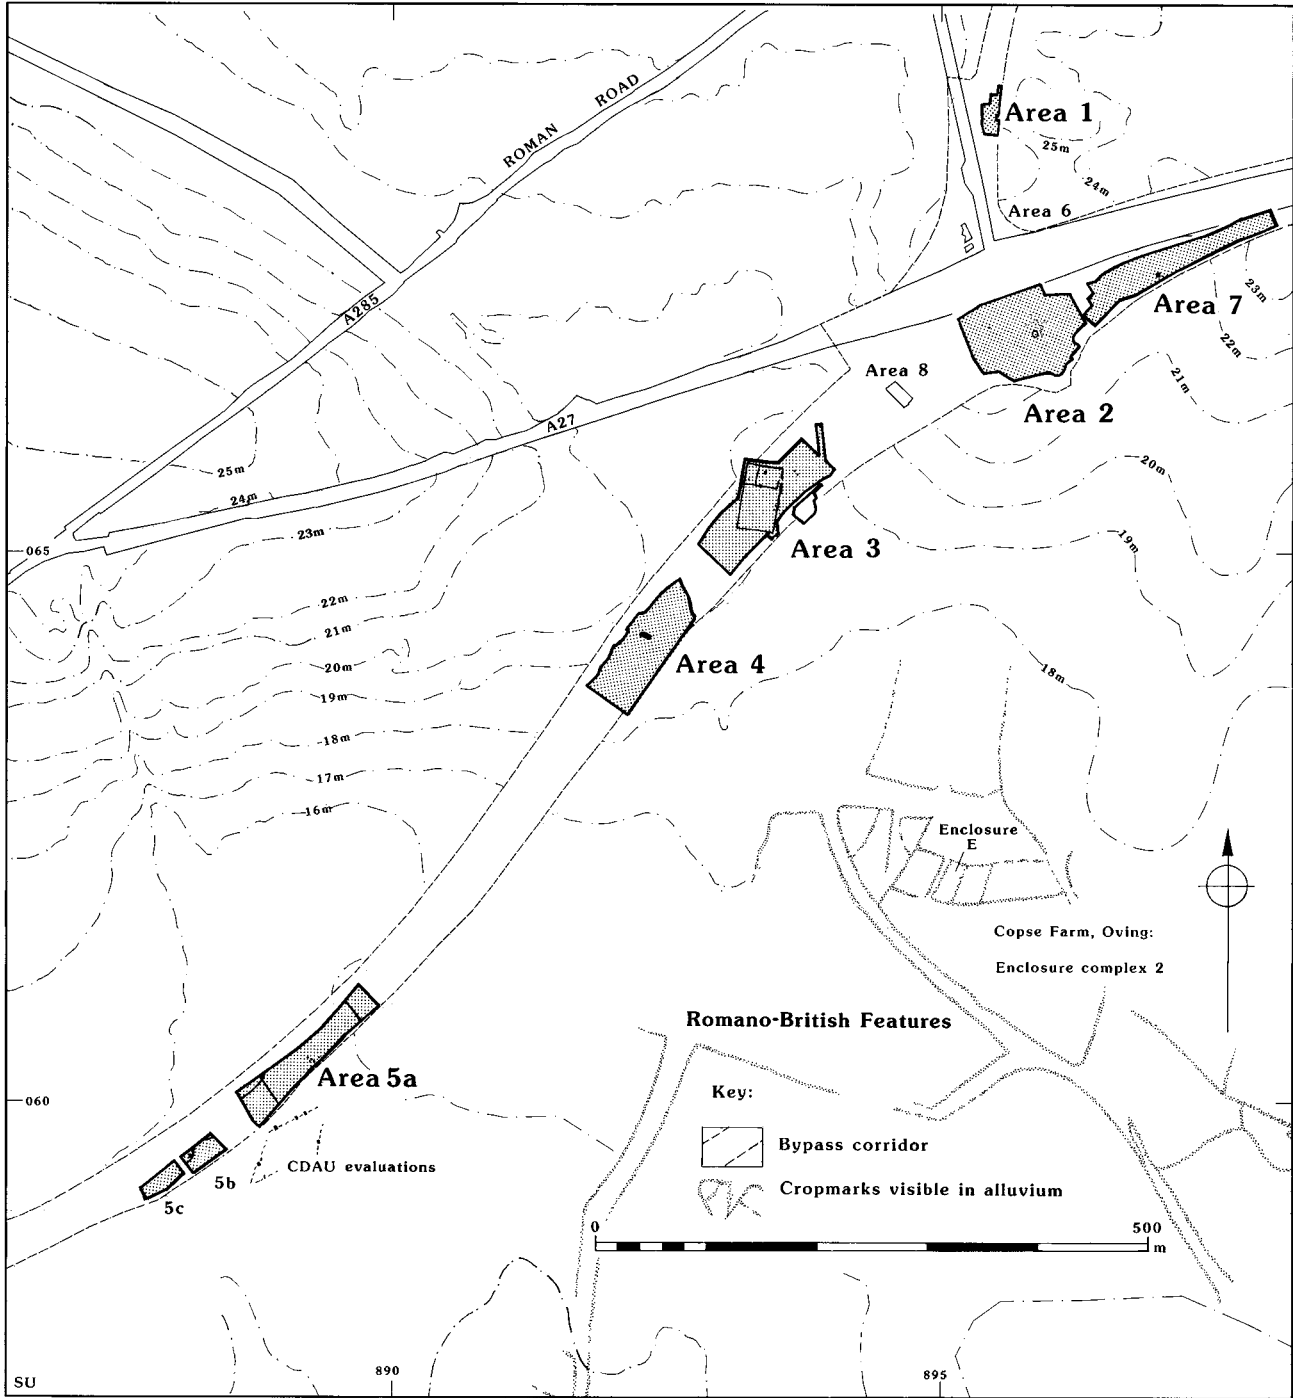 ROMAN ROAD
Area 1
25m
24m
Area 6
23m
22m
Area 7
A285
Area 8
21m
Area 2
A27
25m
24m
20m
23m
065
Area 3
19m
22m
21m
20m
Area 4
18m
19m
18m
17m
16m
Enclosure
E
Copse Farm, Oving:
Enclosure complex 2
Romano-British Features
Area 5a
Key:
060
Bypass corridor
CDAU evaluations
5b
Cropmarks visible in alluvium
5c
0
500
m
890
895
SU